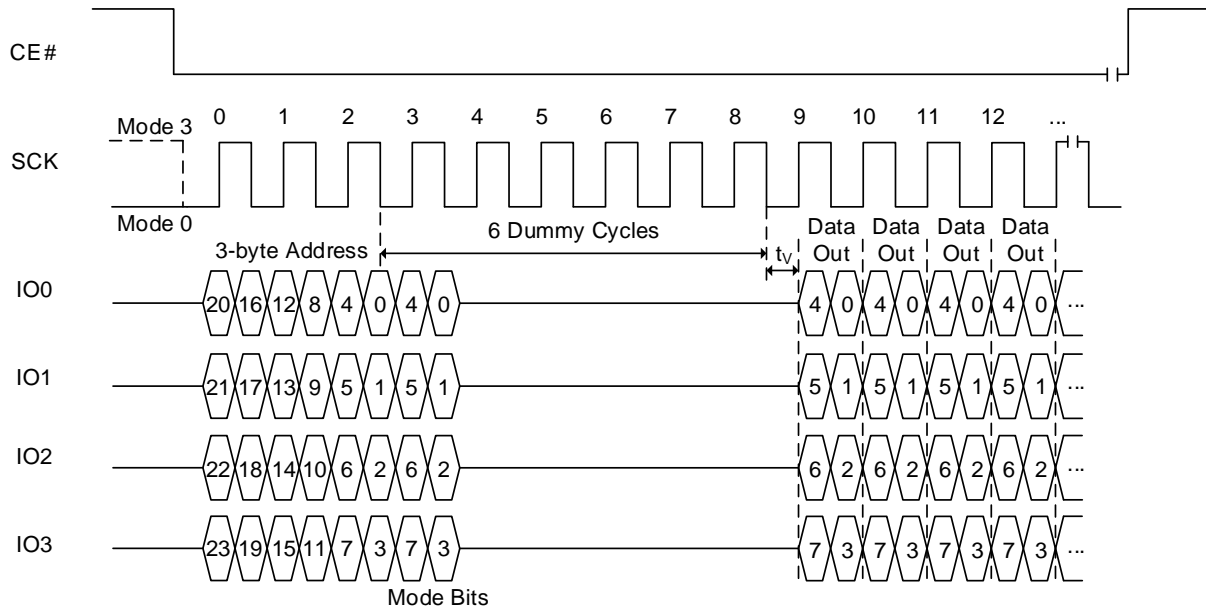 CE#
0 1 2 3 4 5 6 7 8 9 10 11 12 ...
Mode 3
SCK
Mode 0
3-byte Address
6 Dummy Cycles
tV
Data Out Data Out Data Out Data Out
IO0 20 16 12 8 4 0 4 0 4 0 4 0 4 0 4 0 ...
IO1 21 17 13 9 5 1 5 1 5 1 5 1 5 1 5 1 ...
IO2 22 18 14 10 6 2 6 2 6 2 6 2 6 2 6 2 ...
IO3 23 19 15 11 7 3 7 3 7 3 7 3 7 3 7 3 ...
Mode Bits